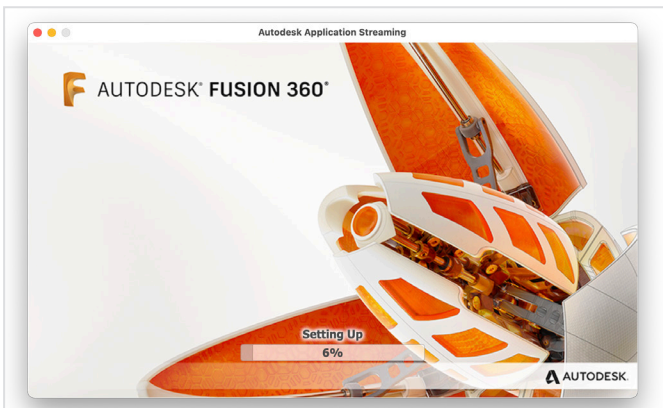 Autodesk Application Streaming
AUTODESK® FUSION 360®
Setting Up
6%
AUTODESK.